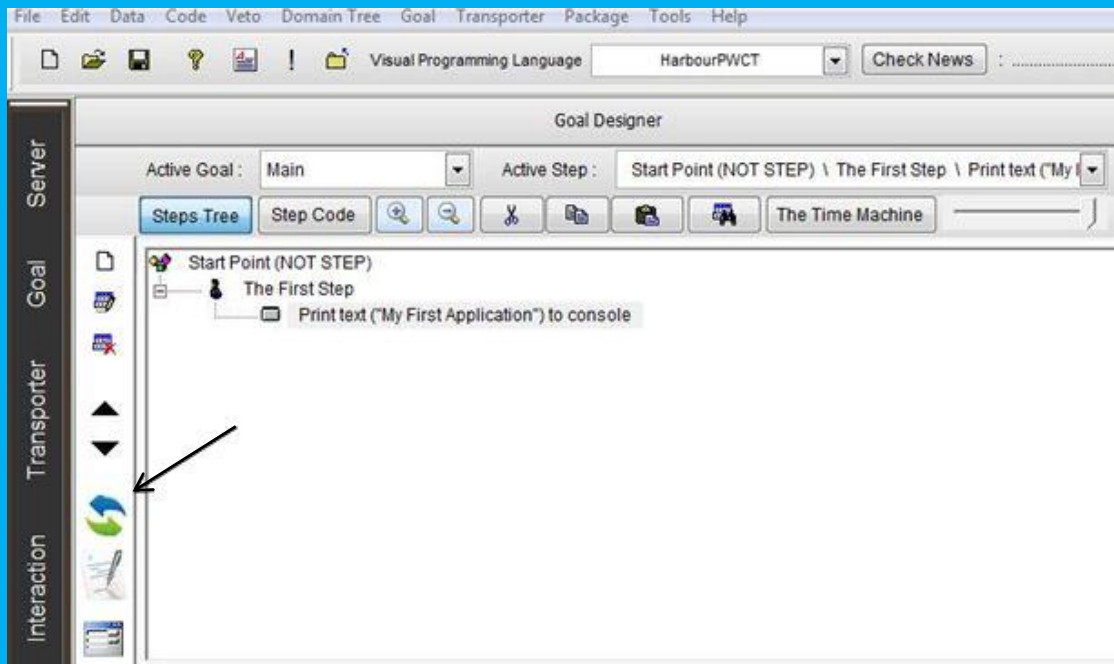 File Edit Data Code Veto Domain Tree Goal Transporter Package Tools Help
Visual Programming Language HarbourPWCT Check News : ........................
Goal Designer
Active Goal : Main Active Step : Start Point (NOT STEP) \ The First Step \ Print text ("My
Steps Tree Step Code The Time Machine
Start Point (NOT STEP)
The First Step
Print text ("My First Application") to console
Server
Goal
Transporter
Interaction